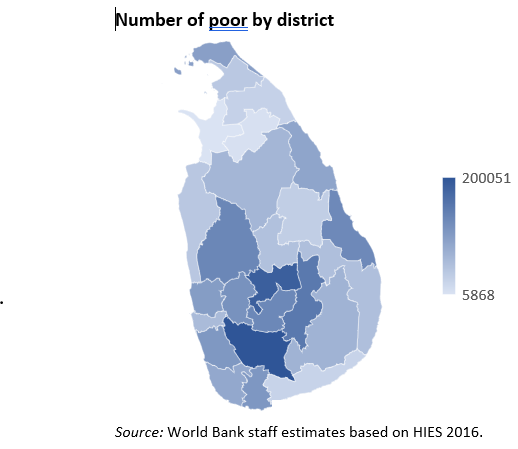 Number of poor by district
200051
5868
.
Source: World Bank staff estimates based on HIES 2016.